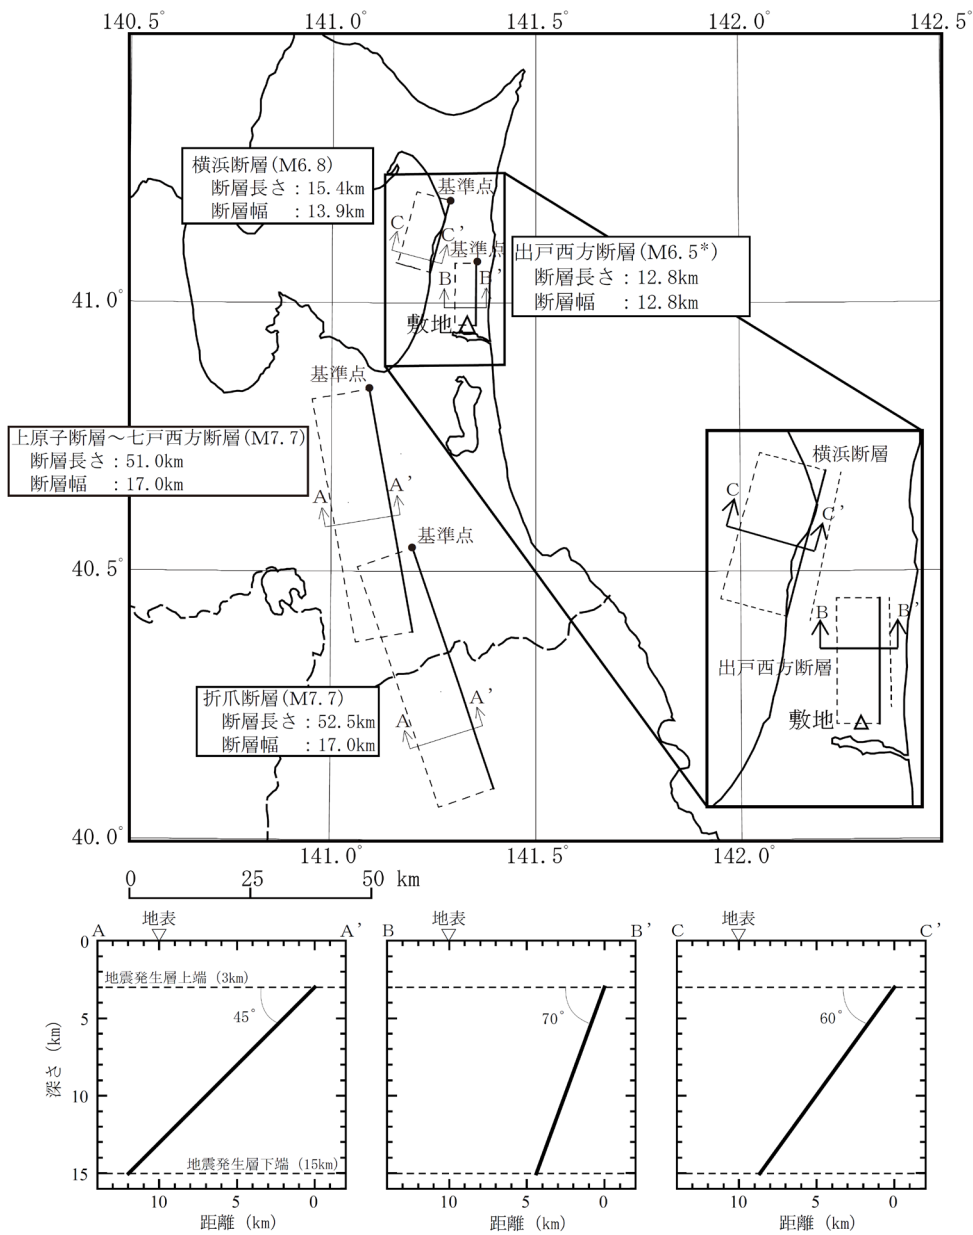 140.5°
141.0°
141.5°
142.0°
142.5°
横浜断層(M6.8)
断層長さ:15.4km
断層幅 :13.9km
基準点
C
C'
基準点
出戸西方断層(M6.5*)
断層長さ:12.8km
断層幅 :12.8km
B
B'
41.0°
敷地
基準点
上原子断層～七戸西方断層(M7.7)
断層長さ:51.0km
断層幅 :17.0km
A
A'
横浜断層
C
C'
基準点
40.5°
B
B'
出戸西方断層
敷地
折爪断層(M7.7)
断層長さ:52.5km
断層幅 :17.0km
A
A'
40.0°
141.0°
141.5°
142.0°
0
25
50 km
A
地表
A'
B
地表
B'
C
地表
C'
0
地震発生層上端 (3km)
45°
70°
60°
5
深さ (km)
10
地震発生層下端 (15km)
15
10
5
0
10
5
0
10
5
0
距離 (km)
距離 (km)
距離 (km)